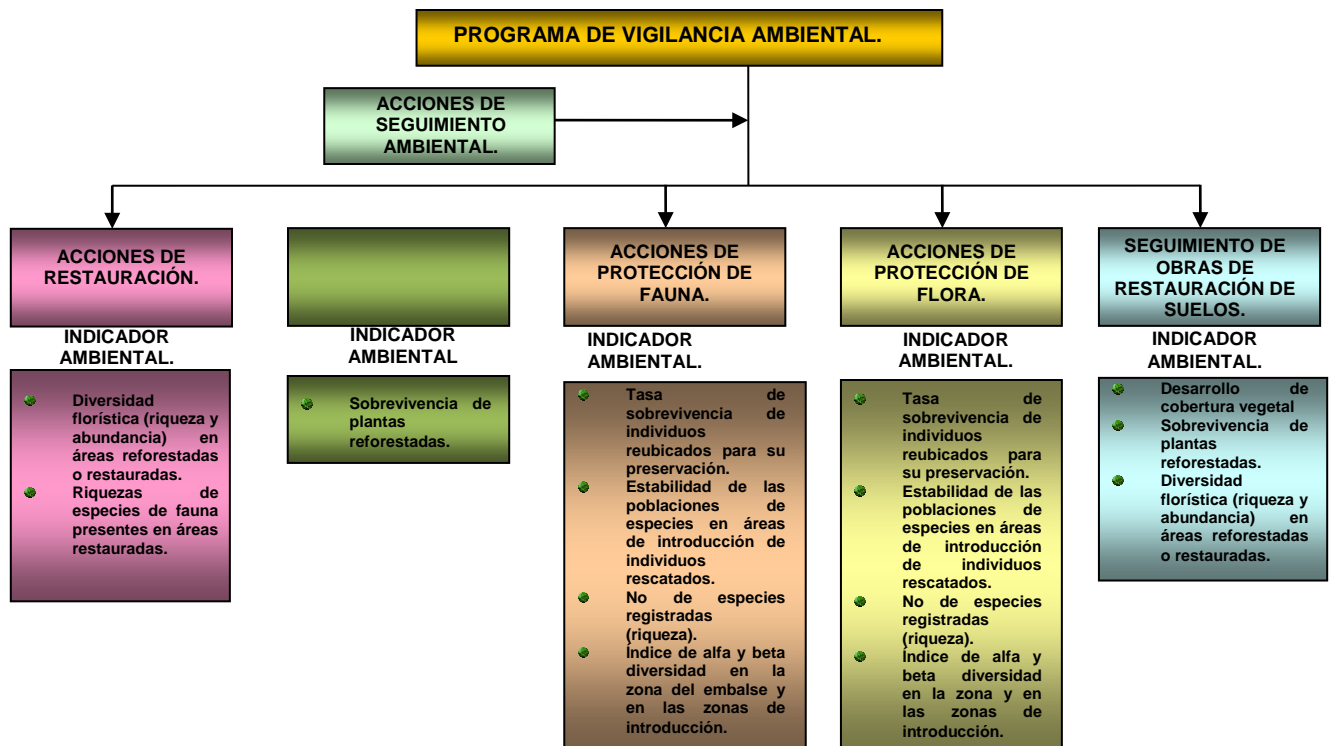 PROGRAMA DE VIGILANCIA AMBIENTAL.
ACCIONES DE
SEGUIMIENTO
AMBIENTAL.
ACCIONES DE
RESTAURACIÓN.
INDICADOR
AMBIENTAL.
Diversidad
florística (riqueza y
abundancia) en
áreas reforestadas
o restauradas.
Riquezas de
especies de fauna
presentes en áreas
restauradas.
INDICADOR
AMBIENTAL
Sobrevivencia de
plantas
reforestadas.
ACCIONES DE
PROTECCIÓN DE
FAUNA.
INDICADOR
AMBIENTAL.
Tasa de
sobrevivencia de
individuos
reubicados para su
preservación.
Estabilidad de las
poblaciones de
especies en áreas
de introducción de
individuos
rescatados.
No de especies
registradas
(riqueza).
Índice de alfa y beta
diversidad en la
zona del embalse y
en las zonas de
introducción.
ACCIONES DE
PROTECCIÓN DE
FLORA.
INDICADOR
AMBIENTAL.
Tasa de
sobrevivencia de
individuos
reubicados para
su preservación.
Estabilidad de las
poblaciones de
especies en áreas
de introducción
de individuos
rescatados.
No de especies
registradas
(riqueza).
Índice de alfa y
beta diversidad
en la zona y en
las zonas de
introducción.
SEGUIMIENTO DE
OBRAS DE
RESTAURACIÓN DE
SUELOS.
INDICADOR
AMBIENTAL.
Desarrollo de
cobertura vegetal
Sobrevivencia de
plantas
reforestadas.
Diversidad
florística (riqueza y
abundancia) en
áreas reforestadas
o restauradas.